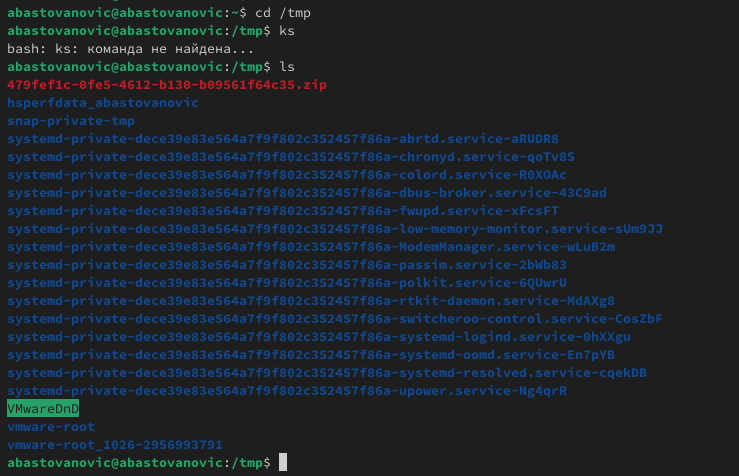 abastovanovic@abastovanovic:~$ cd /tmp
abastovanovic@abastovanovic:/tmp$ ks
bash: ks: команда не найдена...
abastovanovic@abastovanovic:/tmp$ ls
479fef1c-0fe5-4612-b130-b09561f64c35.zip
hsperfdata_abastovanovic
snap-private-tmp
systemd-private-dece39e83e564a7f9f802c352457f86a-abrtd.service-aRUDR8
systemd-private-dece39e83e564a7f9f802c352457f86a-chronyd.service-qoTv8S
systemd-private-dece39e83e564a7f9f802c352457f86a-colord.service-R0XOAc
systemd-private-dece39e83e564a7f9f802c352457f86a-dbus-broker.service-43C9ad
systemd-private-dece39e83e564a7f9f802c352457f86a-fwupd.service-xFcsFT
systemd-private-dece39e83e564a7f9f802c352457f86a-low-memory-monitor.service-sUm9JJ
systemd-private-dece39e83e564a7f9f802c352457f86a-ModemManager.service-wLuB2m
systemd-private-dece39e83e564a7f9f802c352457f86a-passim.service-2bWb83
systemd-private-dece39e83e564a7f9f802c352457f86a-polkit.service-6QUwrU
systemd-private-dece39e83e564a7f9f802c352457f86a-rtkit-daemon.service-MdAXg8
systemd-private-dece39e83e564a7f9f802c352457f86a-switcheroo-control.service-CosZbF
systemd-private-dece39e83e564a7f9f802c352457f86a-systemd-logind.service-0hXXgu
systemd-private-dece39e83e564a7f9f802c352457f86a-systemd-oomd.service-En7pYB
systemd-private-dece39e83e564a7f9f802c352457f86a-systemd-resolved.service-cqekDB
systemd-private-dece39e83e564a7f9f802c352457f86a-upower.service-Ng4qrR
VMwareDnD
vmware-root
vmware-root_1026-2956993791
abastovanovic@abastovanovic:/tmp$